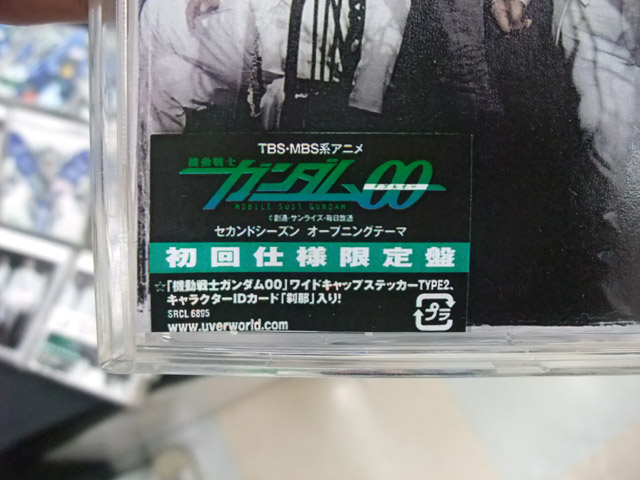 TBS・MBS系アニメ
機動戦士
ガンダム00
MOBILE SUIT GUNDAM
©創通・サンライズ・毎日放送
セカンドシーズン オープニングテーマ
初回仕様限定盤
☆「機動戦士ガンダム00」ワイドキャップステッカーTYPE2、
キャラクターIDカード「刹那」入り!
SRCL 6895
www.uverworld.com
プラ